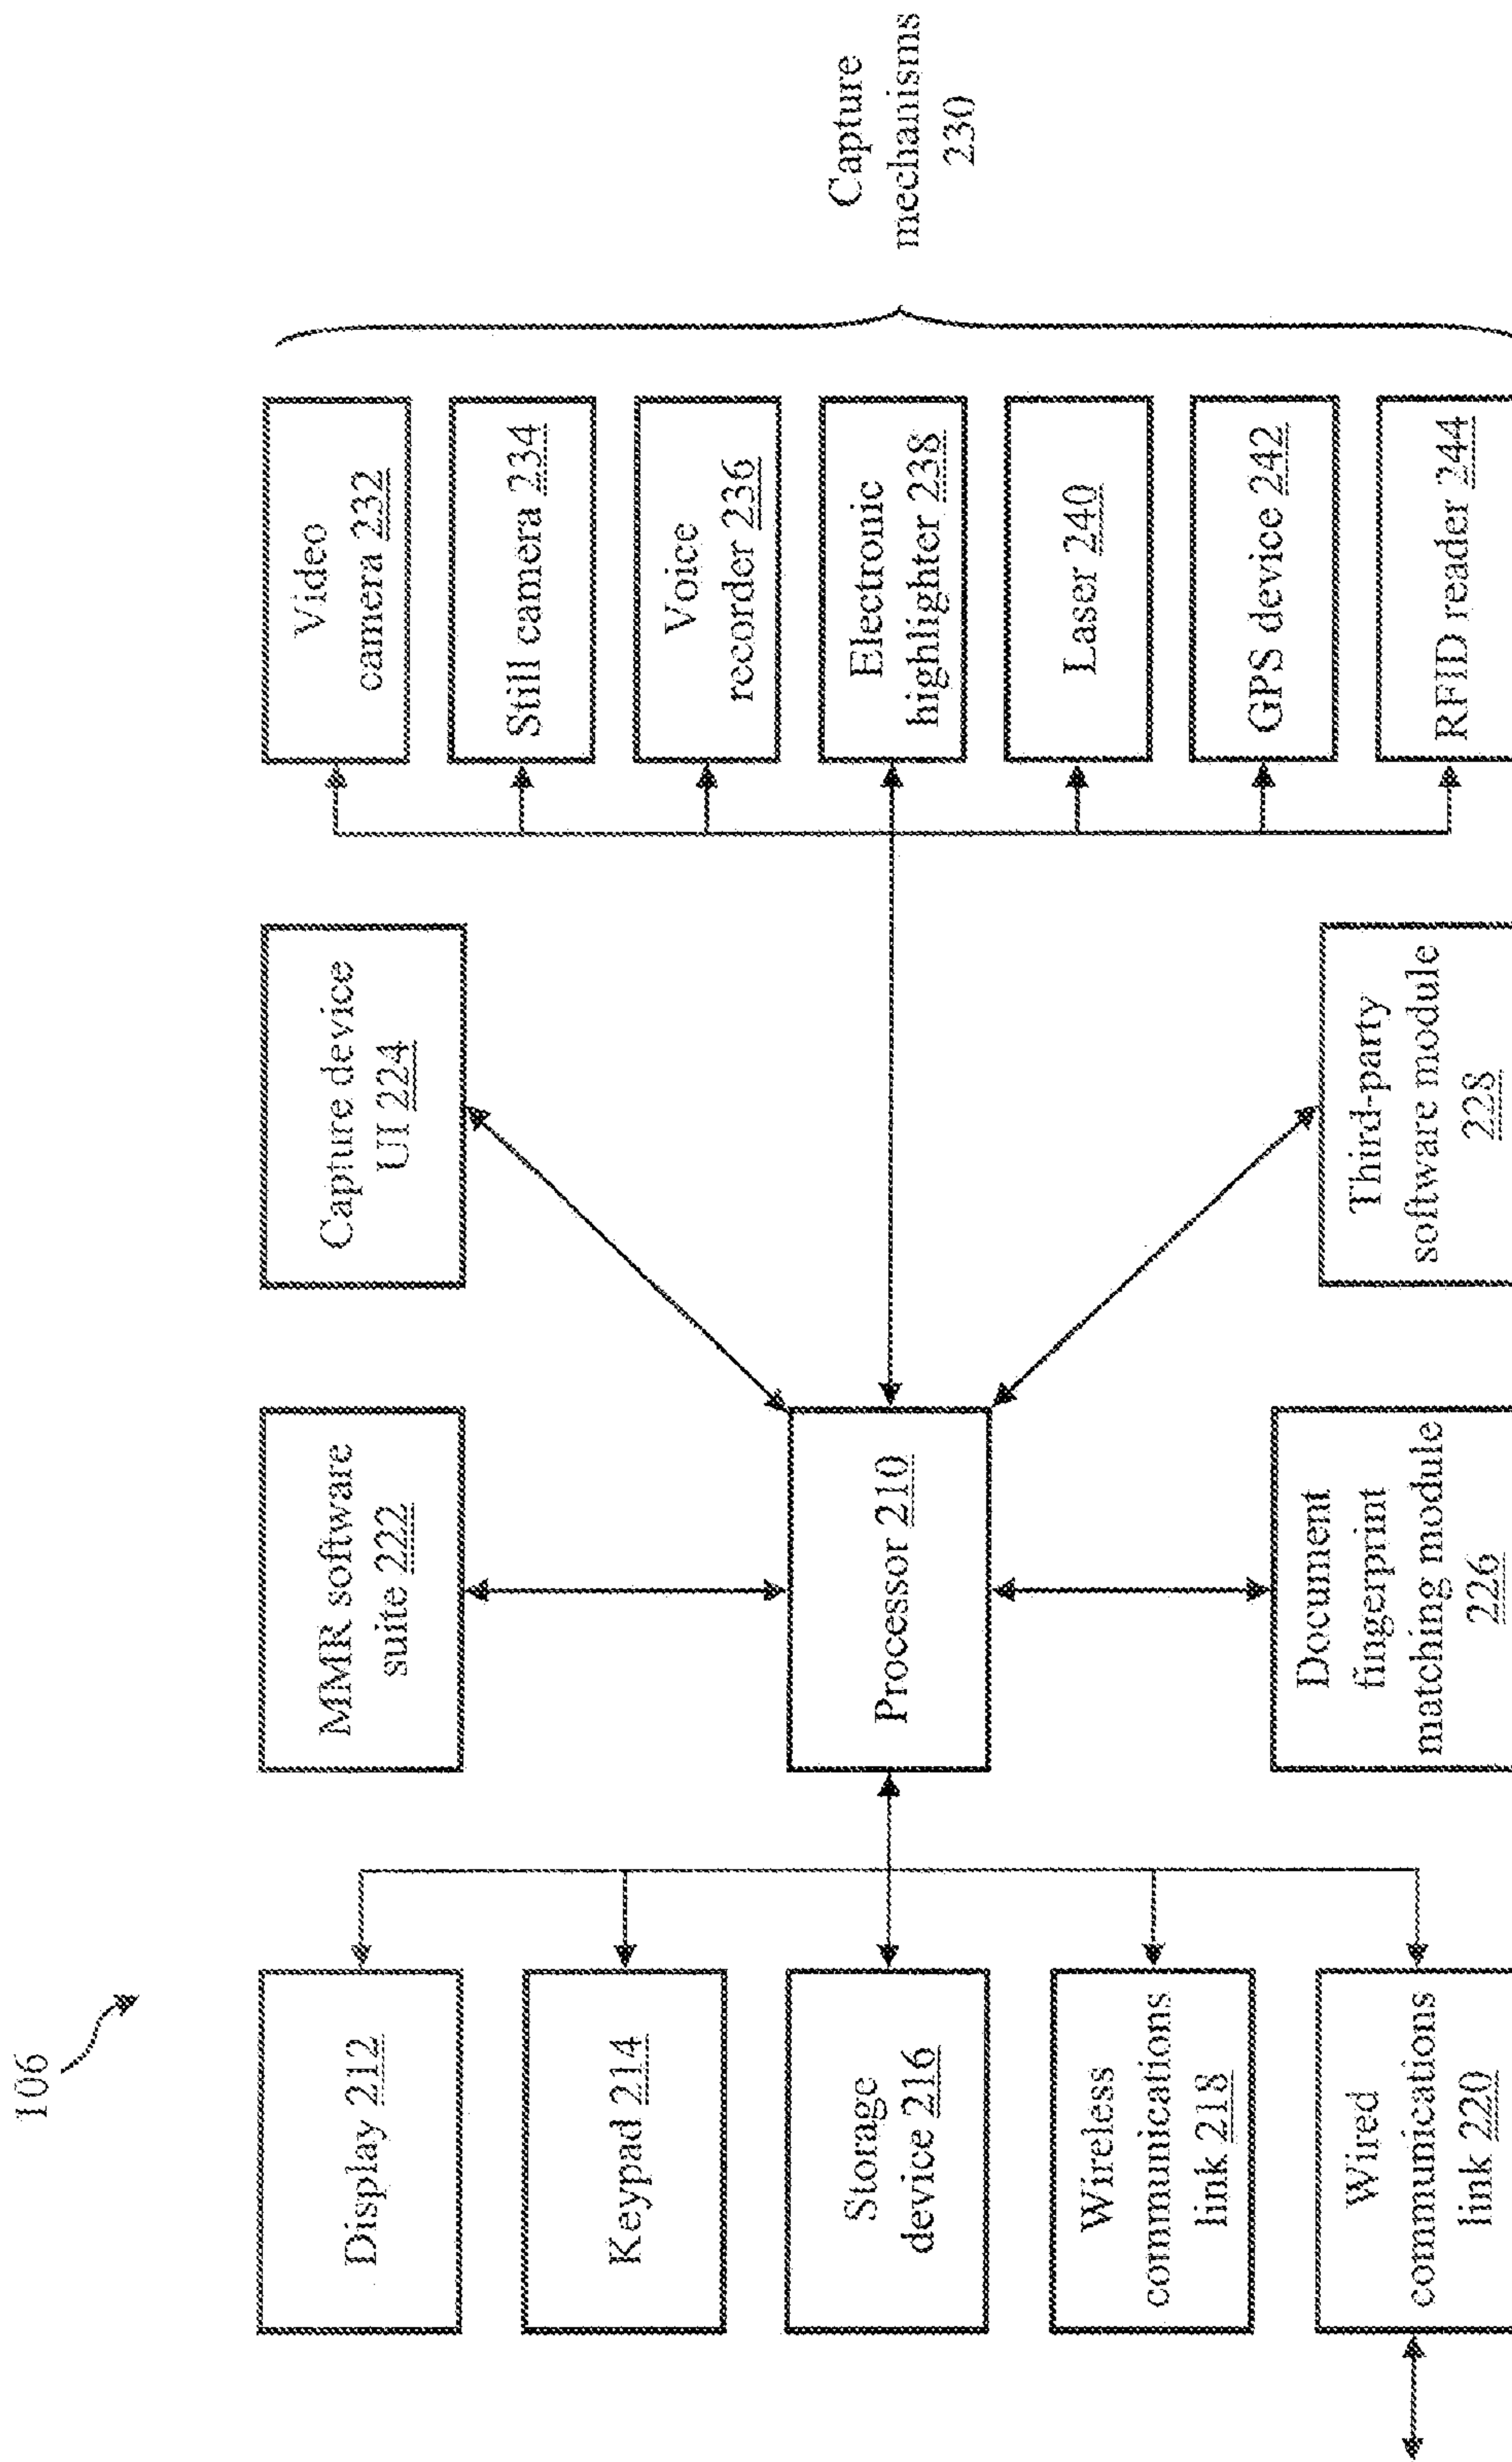 106
Display 212
Keypad 214
Storage
device 216
Wireless
communications
link 218
Wired
communications
link 220
MMR software
suite 222
Processor 210
Document
fingerprint
matching module
226
Capture device
UI 224
Third-party
software module
228
Video
camera 232
Still camera 234
Voice
recorder 236
Electronic
highlighter 238
Laser 240
GPS device 242
RFID reader 244
Capture
mechanisms
230